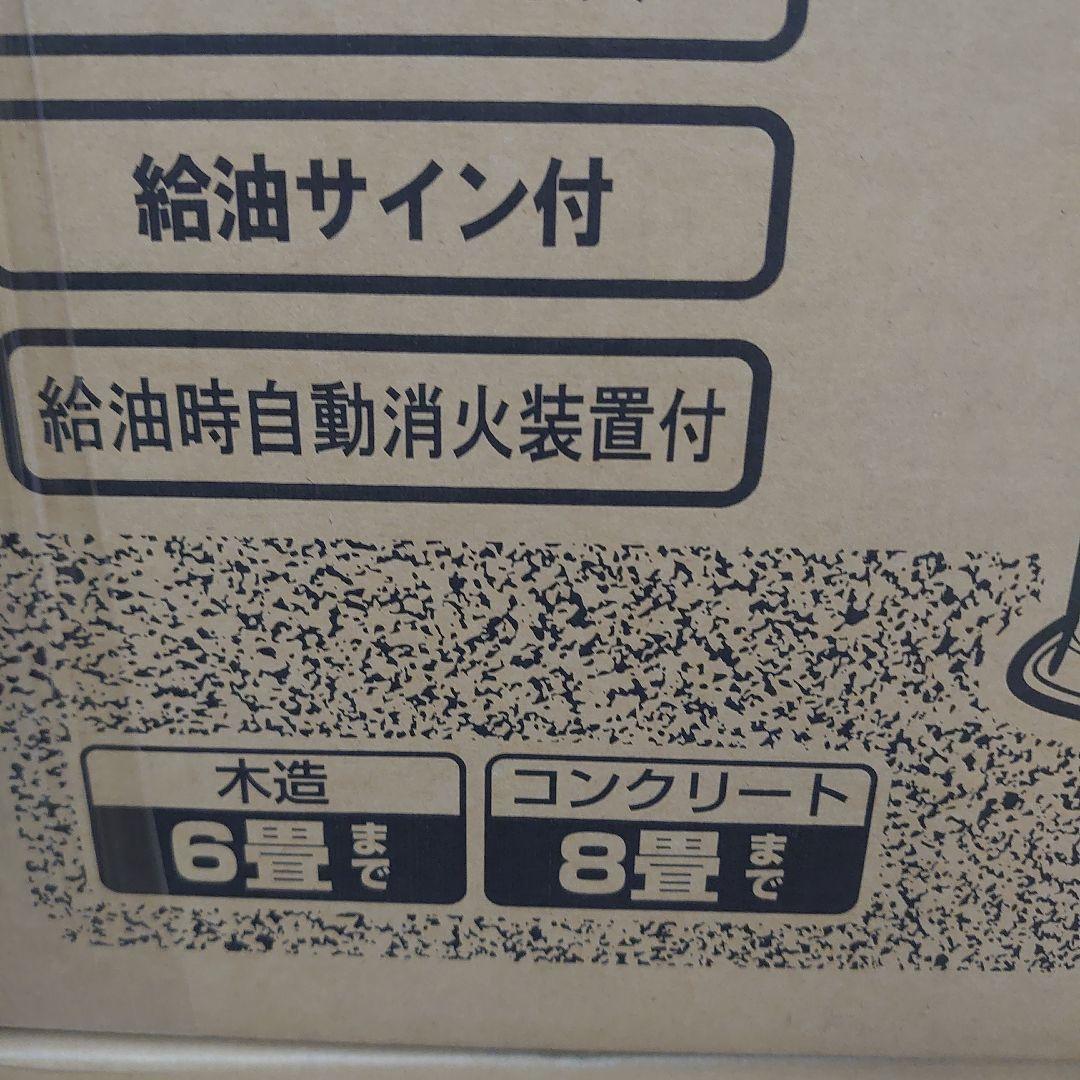 給油サイン付
給油時自動消火装置付
木造
6畳まで
コンクリート
8畳まで